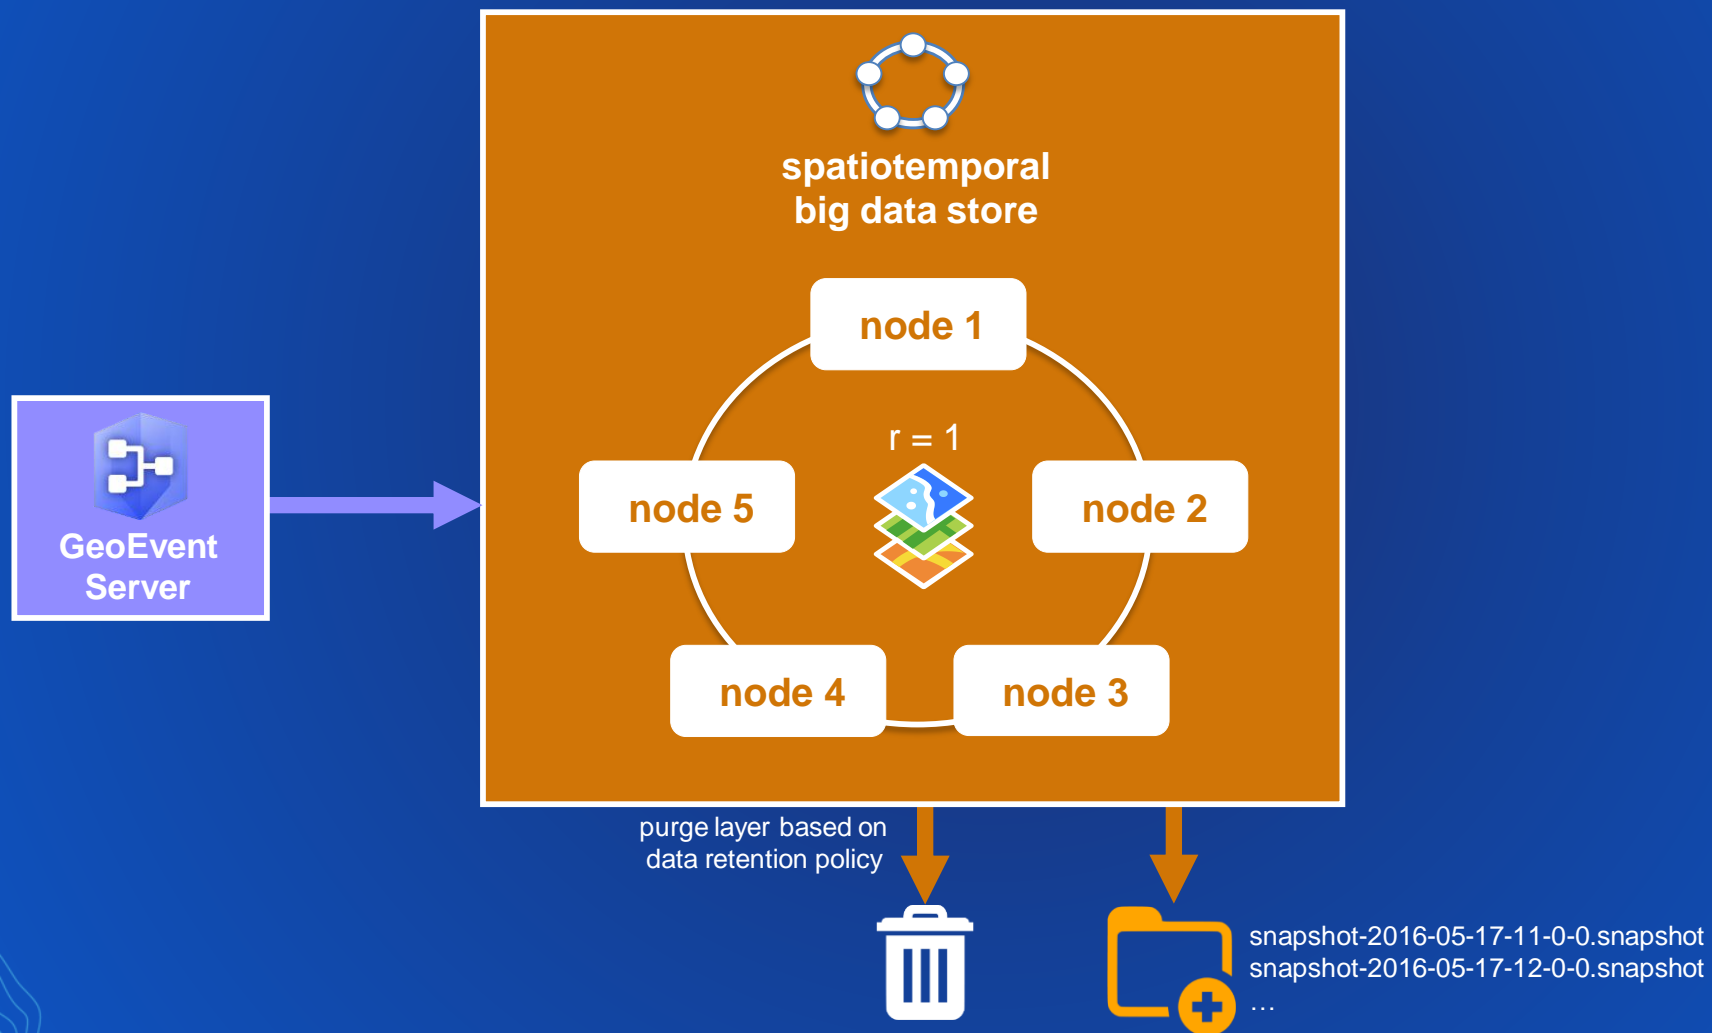 spatiotemporal
big data store
node 1
r = 1
node 5
node 2
GeoEvent
Server
node 4
node 3
purge layer based on
data retention policy
snapshot-2016-05-17-11-0-0.snapshot
snapshot-2016-05-17-12-0-0.snapshot
…